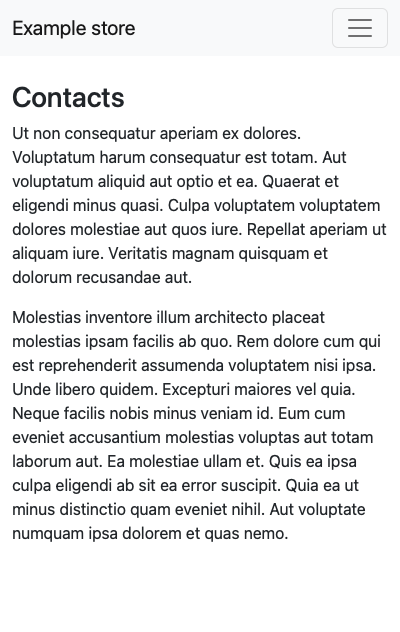 Example store
Contacts
Ut non consequatur aperiam ex dolores.
Voluptatum harum consequatur est totam. Aut
voluptatum aliquid aut optio et ea. Quaerat et
eligendi minus quasi. Culpa voluptatem voluptatem
dolores molestiae aut quos iure. Repellat aperiam ut
aliquam iure. Veritatis magnam quisquam et
dolorum recusandae aut.
Molestias inventore illum architecto placeat
molestias ipsam facilis ab quo. Rem dolore cum qui
est reprehenderit assumenda voluptatem nisi ipsa.
Unde libero quidem. Excepturi maiores vel quia.
Neque facilis nobis minus veniam id. Eum cum
eveniet accusantium molestias voluptas aut totam
laborum aut. Ea molestiae ullam et. Quis ea ipsa
culpa eligendi ab sit ea error suscipit. Quia ea ut
minus distinctio quam eveniet nihil. Aut voluptate
numquam ipsa dolorem et quas nemo.